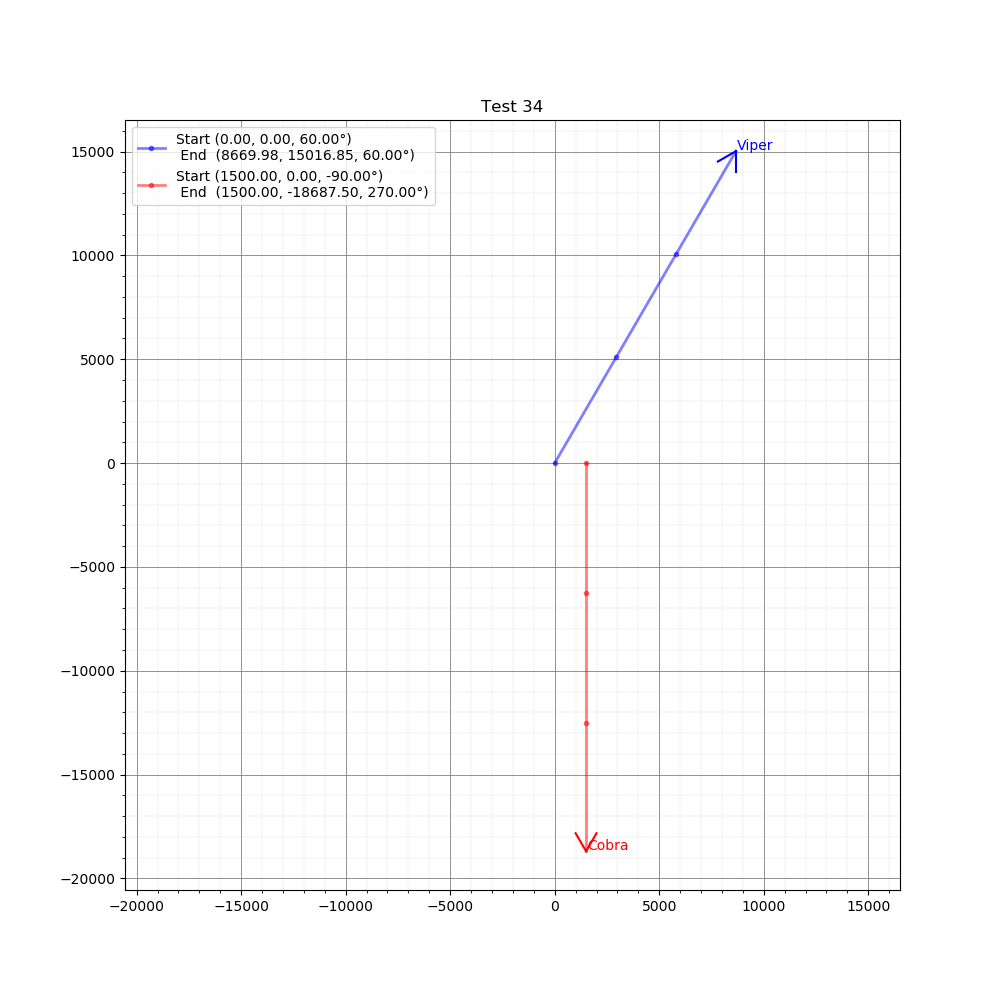 Test 34
Start (0.00, 0.00, 60.00°)
End  (8669.98, 15016.85, 60.00°)
Start (1500.00, 0.00, -90.00°)
End  (1500.00, -18687.50, 270.00°)
Viper
Cobra
15000
10000
5000
0
−5000
−10000
−15000
−20000
−20000 −15000 −10000 −5000 0 5000 10000 15000